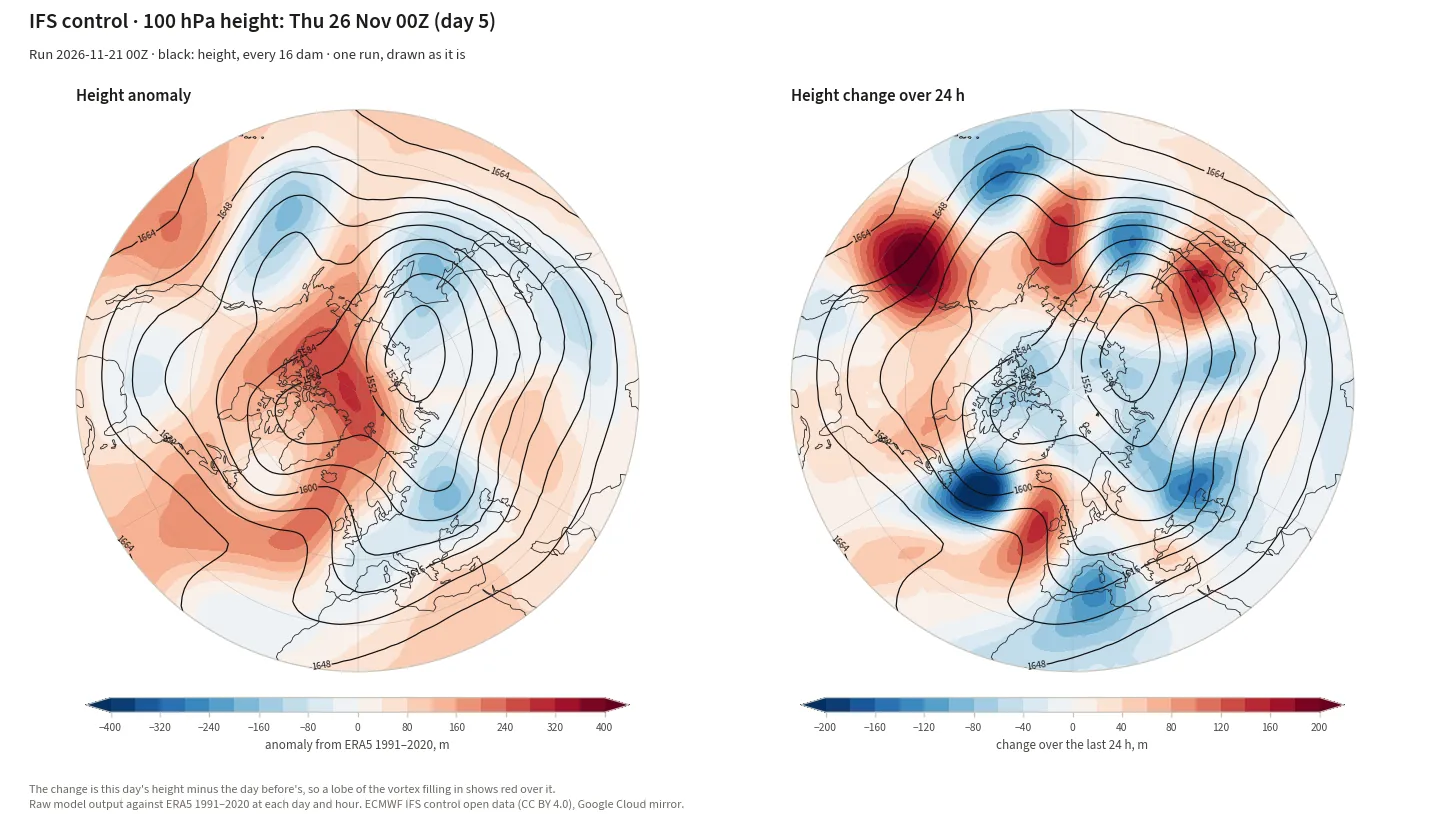 IFS control · 100 hPa height: Thu 26 Nov 00Z (day 5)
Run 2026-11-21 00Z · black: height, every 16 dam · one run, drawn as it is
Height anomaly
Height change over 24 h
1664
1664
1648
1648
1664
1664
1584
1584
1552
1552
1600
1600
1664
1664
1616
1616
1648
1648
−400 −320 −240 −160 −80 0 80 160 240 320 400
−200 −160 −120 −80 −40 0 40 80 120 160 200
anomaly from ERA5 1991–2020, m
change over the last 24 h, m
The change is this day's height minus the day before's, so a lobe of the vortex filling in shows red over it.
Raw model output against ERA5 1991–2020 at each day and hour. ECMWF IFS control open data (CC BY 4.0), Google Cloud mirror.